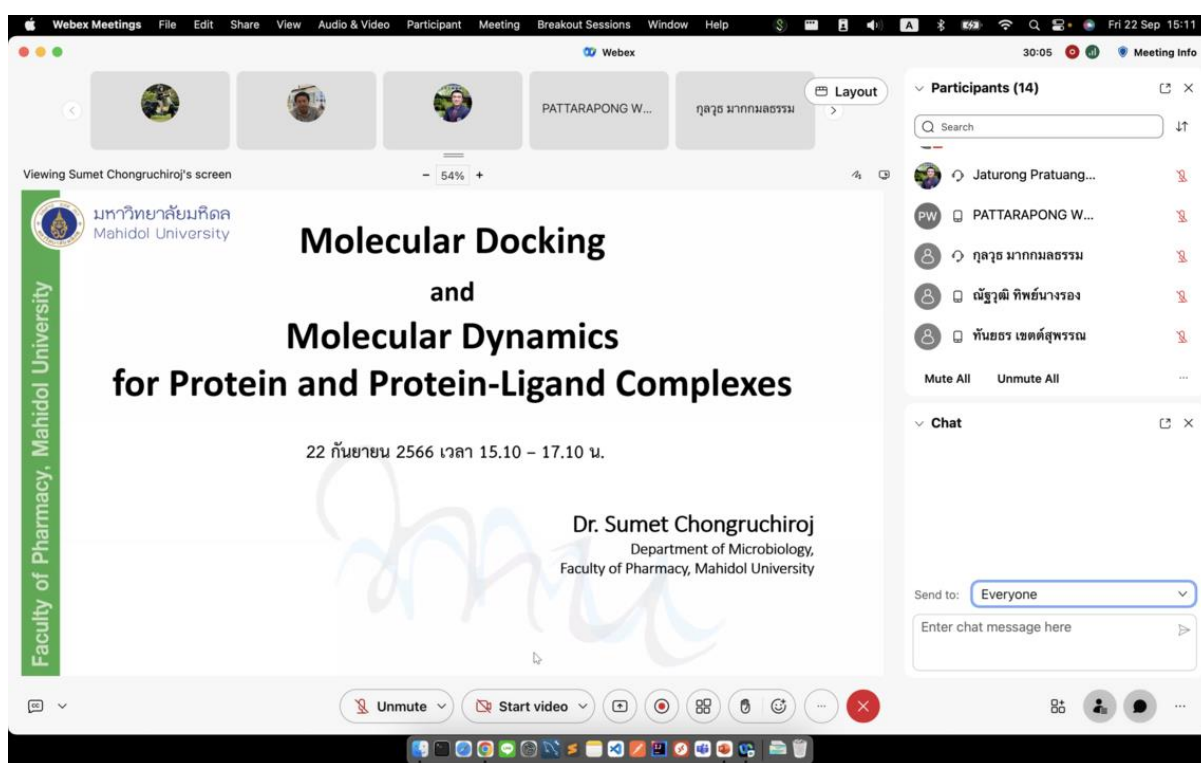 Webex Meetings File Edit Share View Audio & Video Participant Meeting Breakout Sessions Window Help
A
Fri 22 Sep 15:11
Webex
30:05
Meeting Info
PATTARAPONG W...
กุลวุธ มากกมลธรรม
Layout
Viewing Sumet Chongruchiroj's screen
− 54% +
มหาวิทยาลัยมหิดล
Mahidol University
Faculty of Pharmacy, Mahidol University
Molecular Docking
and
Molecular Dynamics
for Protein and Protein-Ligand Complexes
22 กันยายน 2566 เวลา 15.10 – 17.10 น.
Dr. Sumet Chongruchiroj
Department of Microbiology,
Faculty of Pharmacy, Mahidol University
Participants (14)
Search
Jaturong Pratuang...
PW PATTARAPONG W...
กุลวุธ มากกมลธรรม
ณัฐวุฒิ ทิพย์นางรอง
ทันยธร เขตต์สุพรรณ
Mute All Unmute All
Chat
Send to: Everyone
Enter chat message here
Unmute
Start video